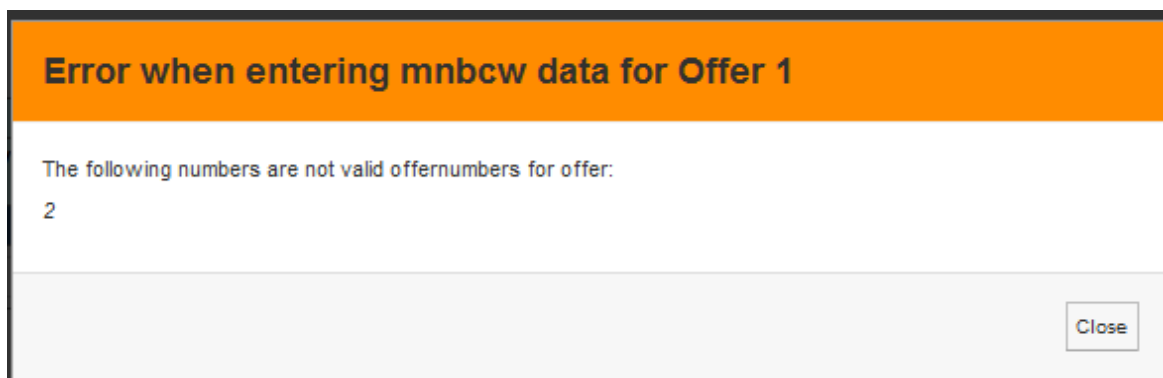 Error when entering mnbcw data for Offer 1
The following numbers are not valid offernumbers for offer:
2
Close